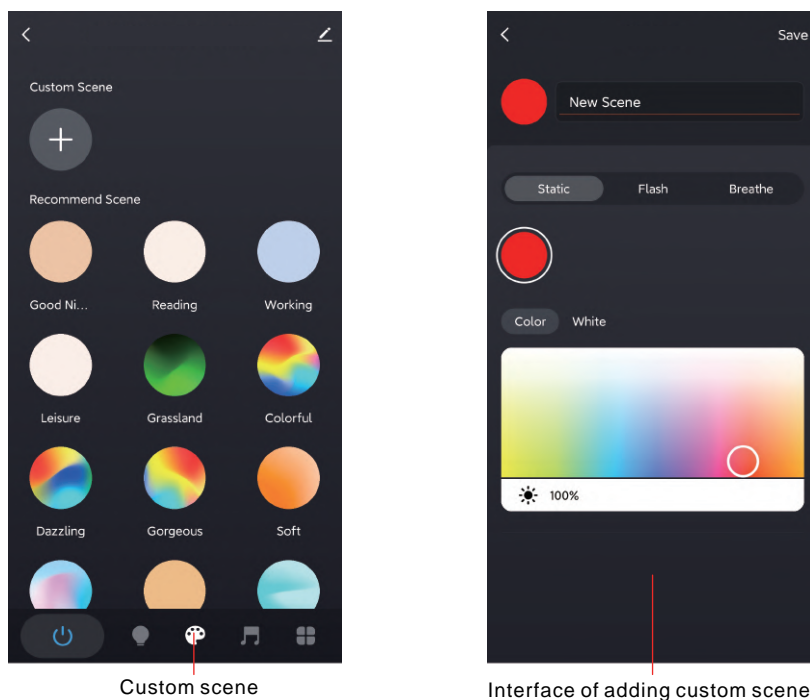 Custom Scene
Recommend Scene
Good Ni...
Reading
Working
Leisure
Grassland
Colorful
Dazzling
Gorgeous
Soft
Custom scene
Save
New Scene
Static
Flash
Breathe
Color
White
100%
Interface of adding custom scene